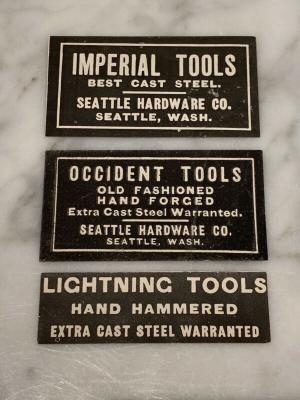 IMPERIAL TOOLS
BEST CAST STEEL.
SEATTLE HARDWARE CO.
SEATTLE, WASH.
OCCIDENT TOOLS
OLD FASHIONED
HAND FORGED
Extra Cast Steel Warranted.
SEATTLE HARDWARE CO.
SEATTLE, WASH.
LIGHTNING TOOLS
HAND HAMMERED
EXTRA CAST STEEL WARRANTED